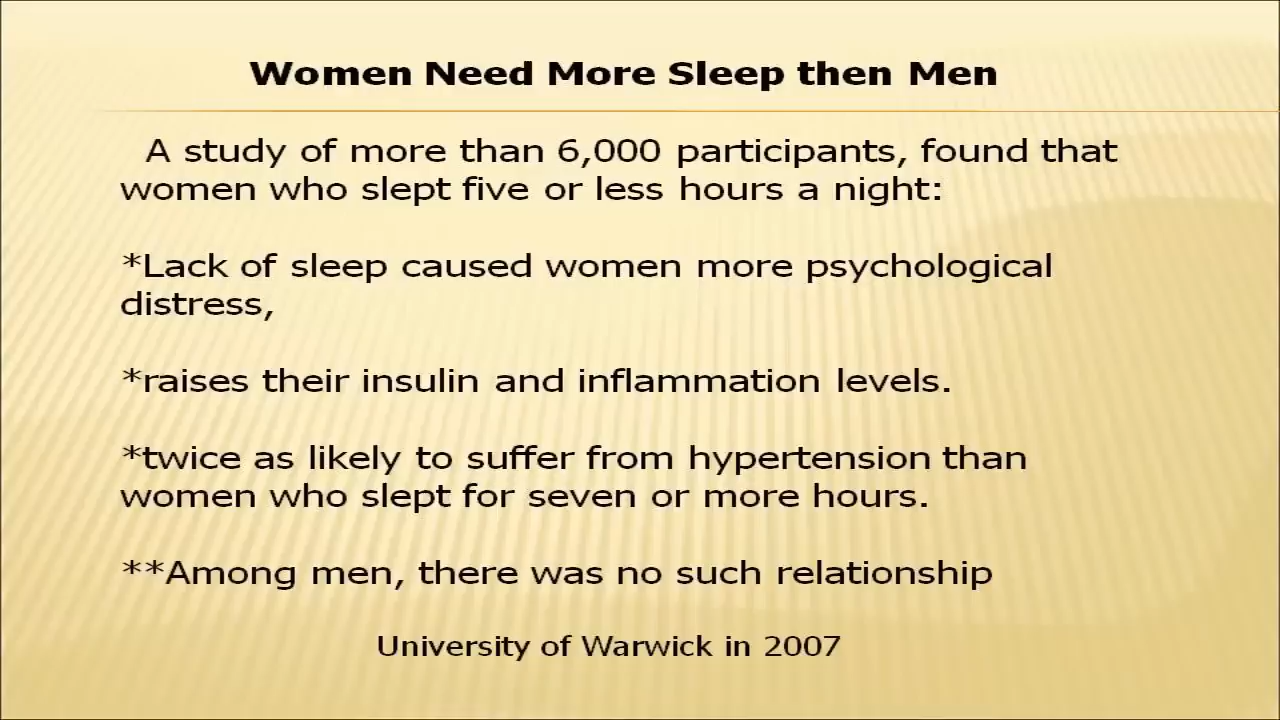 Women Need More Sleep then Men
A study of more than 6,000 participants, found that
women who slept five or less hours a night:
*Lack of sleep caused women more psychological
distress,
*raises their insulin and inflammation levels.
*twice as likely to suffer from hypertension than
women who slept for seven or more hours.
**Among men, there was no such relationship
University of Warwick in 2007